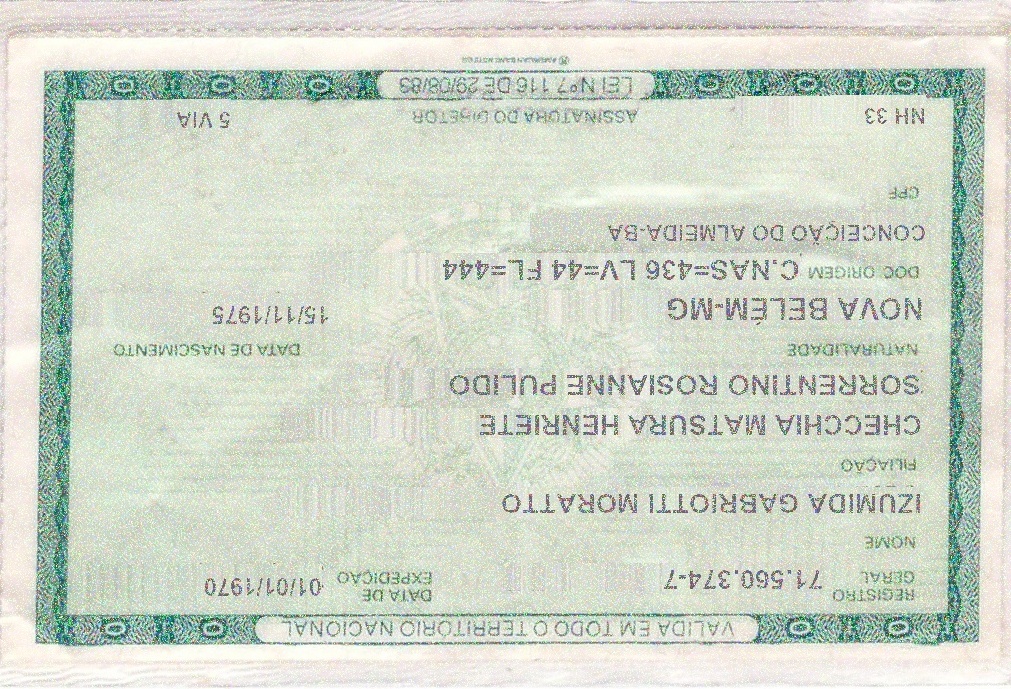 VALIDA EM TODO O TERRITORIO NACIONAL
REGISTRO GERAL 71.560.374-7 DATA DE EXPEDIÇÃO 01/01/1970
NOME
IZUMIDA GABRIOTTI MORATTO
FILIAÇÃO
CHECCHIA MATSURA HENRIETE
SORRENTINO ROSIANNE PULIDO
NATURALIDADE DATA DE NASCIMENTO
NOVA BELÉM-MG 15/11/1975
DOC ORIGEM C.NAS=436 LV=44 FL=444
CONCEIÇÃO DO ALMEIDA-BA
CPF
NH 33 ASSINATURA DO DIRETOR 5 VIA
LEI Nº 7.116 DE 29/08/83